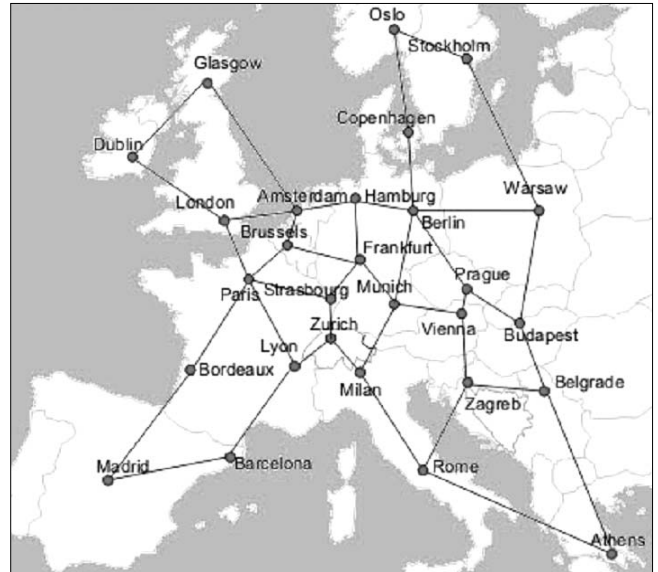 Oslo
Stockholm
Glasgow
Copenhagen
Dublin
London
Amsterdam
Hamburg
Warsaw
Berlin
Brussels
Frankfurt
Paris
Strasbourg
Munich
Prague
Vienna
Budapest
Zurich
Lyon
Bordeaux
Milan
Zagreb
Belgrade
Madrid
Barcelona
Rome
Athens